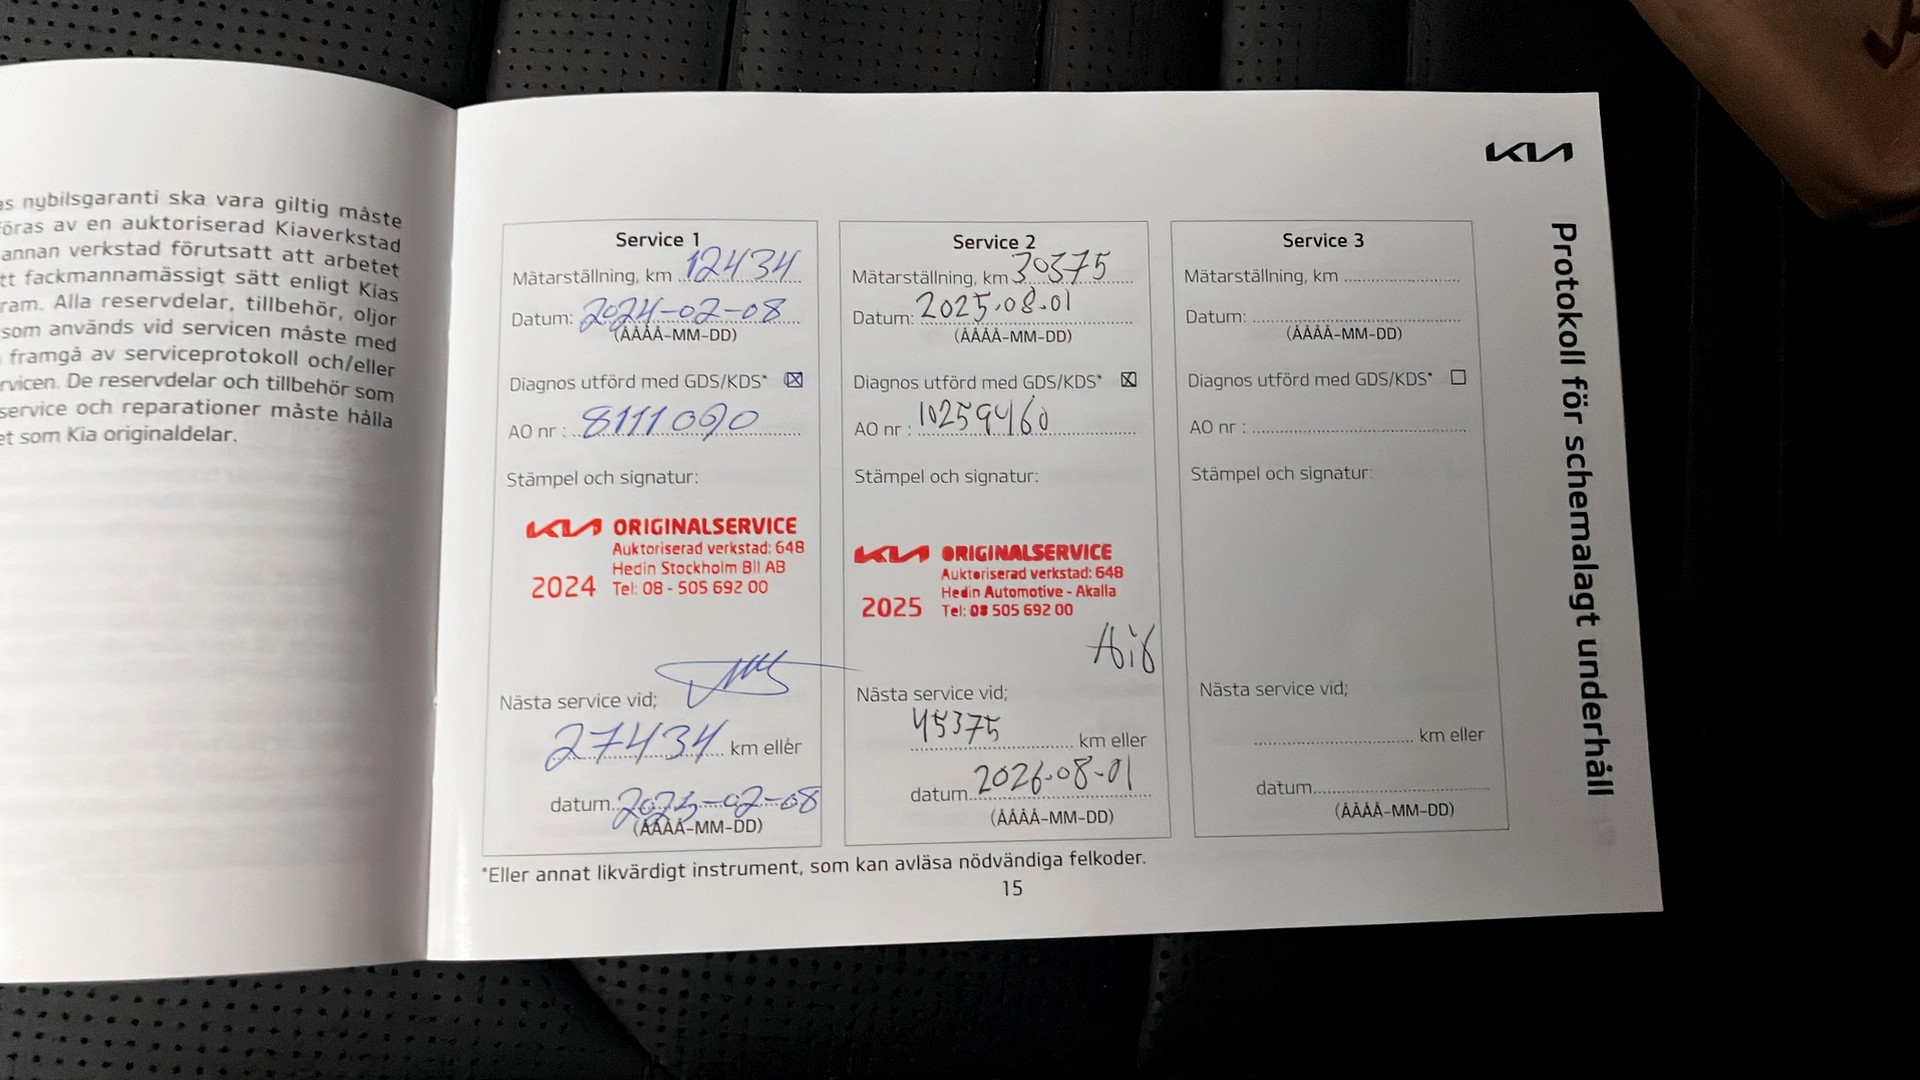 s nybilsgaranti ska vara giltig måste
öras av en auktoriserad Kiaverkstad
annan verkstad förutsatt att arbetet
tt fackmannamässigt sätt enligt Kias
ram. Alla reservdelar, tillbehör, oljor
som används vid servicen måste med
framgå av serviceprotokoll och/eller
rvicen. De reservdelar och tillbehör som
service och reparationer måste hålla
et som Kia originaldelar.
KIA
Protokoll för schemalagt underhåll
Service 1
Mätarställning, km 12434
Datum: 2024-02-08
(ÅÅÅÅ-MM-DD)
Diagnos utförd med GDS/KDS* ☒
AO nr : 8111090
Stämpel och signatur:
KIA ORIGINALSERVICE
Auktoriserad verkstad: 648
Hedin Stockholm Bil AB
2024 Tel: 08 - 505 692 00
Nästa service vid;
27434 km eller
datum 2025-02-08
(ÅÅÅÅ-MM-DD)
Service 2
Mätarställning, km 30375
Datum: 2025-08-01
(ÅÅÅÅ-MM-DD)
Diagnos utförd med GDS/KDS* ☒
AO nr : 10259460
Stämpel och signatur:
KIA ORIGINALSERVICE
Auktoriserad verkstad: 648
Hedin Automotive - Akalla
2025 Tel: 08 505 692 00
Nästa service vid;
45375 km eller
datum 2026-08-01
(ÅÅÅÅ-MM-DD)
Service 3
Mätarställning, km
Datum:
(ÅÅÅÅ-MM-DD)
Diagnos utförd med GDS/KDS* ☐
AO nr :
Stämpel och signatur:
Nästa service vid;
km eller
datum
(ÅÅÅÅ-MM-DD)
*Eller annat likvärdigt instrument, som kan avläsa nödvändiga felkoder.
15